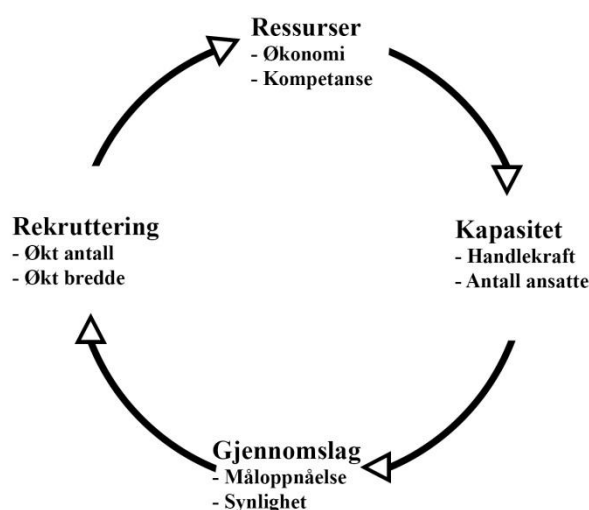 Ressurser
- Økonomi
- Kompetanse
Rekruttering
- Økt antall
- Økt bredde
Kapasitet
- Handlekraft
- Antall ansatte
Gjennomslag
- Måloppnåelse
- Synlighet